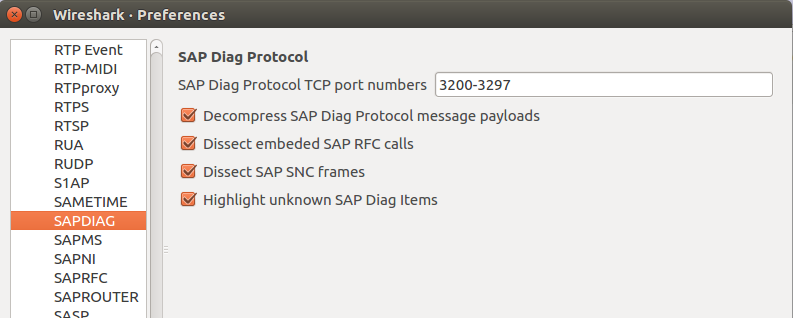 Wireshark · Preferences
RTP Event
RTP-MIDI
RTPproxy
RTPS
RTSP
RUA
RUDP
S1AP
SAMETIME
SAPDIAG
SAPMS
SAPNI
SAPRFC
SAPROUTER
SASP
SAP Diag Protocol
SAP Diag Protocol TCP port numbers 3200-3297
Decompress SAP Diag Protocol message payloads
Dissect embeded SAP RFC calls
Dissect SAP SNC frames
Highlight unknown SAP Diag Items